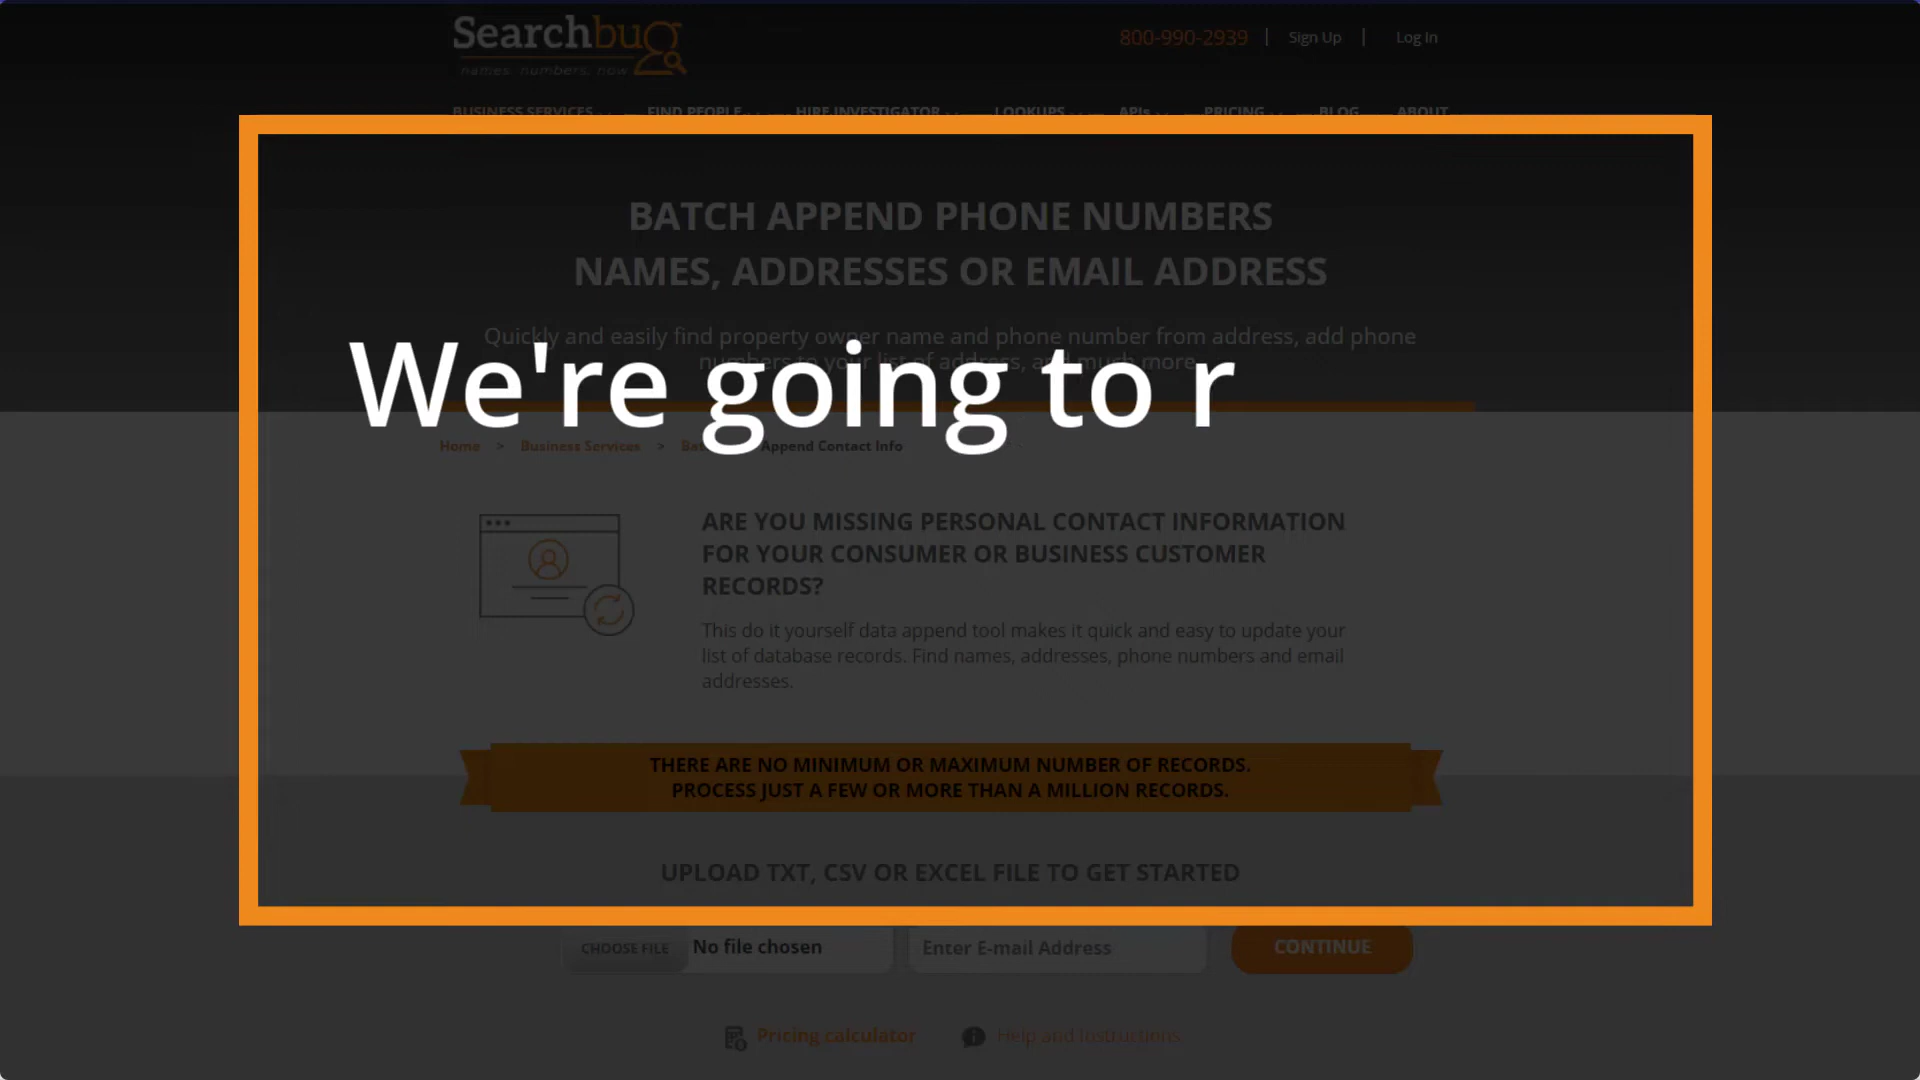 Searchbug
names. numbers. now
800-990-2939 | Sign Up | Log In
BUSINESS SERVICES FIND PEOPLE HIRE INVESTIGATOR LOOKUPS APIs PRICING BLOG ABOUT
BATCH APPEND PHONE NUMBERS
NAMES, ADDRESSES OR EMAIL ADDRESS
Quickly and easily find property owner name and phone number from address, add phone
numbers to your list of address, and much more.
We're going to r
Home > Business Services > Append Contact Info
ARE YOU MISSING PERSONAL CONTACT INFORMATION
FOR YOUR CONSUMER OR BUSINESS CUSTOMER
RECORDS?
This do it yourself data append tool makes it quick and easy to update your
list of database records. Find names, addresses, phone numbers and email
addresses.
THERE ARE NO MINIMUM OR MAXIMUM NUMBER OF RECORDS.
PROCESS JUST A FEW OR MORE THAN A MILLION RECORDS.
UPLOAD TXT, CSV OR EXCEL FILE TO GET STARTED
CHOOSE FILE No file chosen Enter E-mail Address CONTINUE
Pricing calculator Help and Instructions